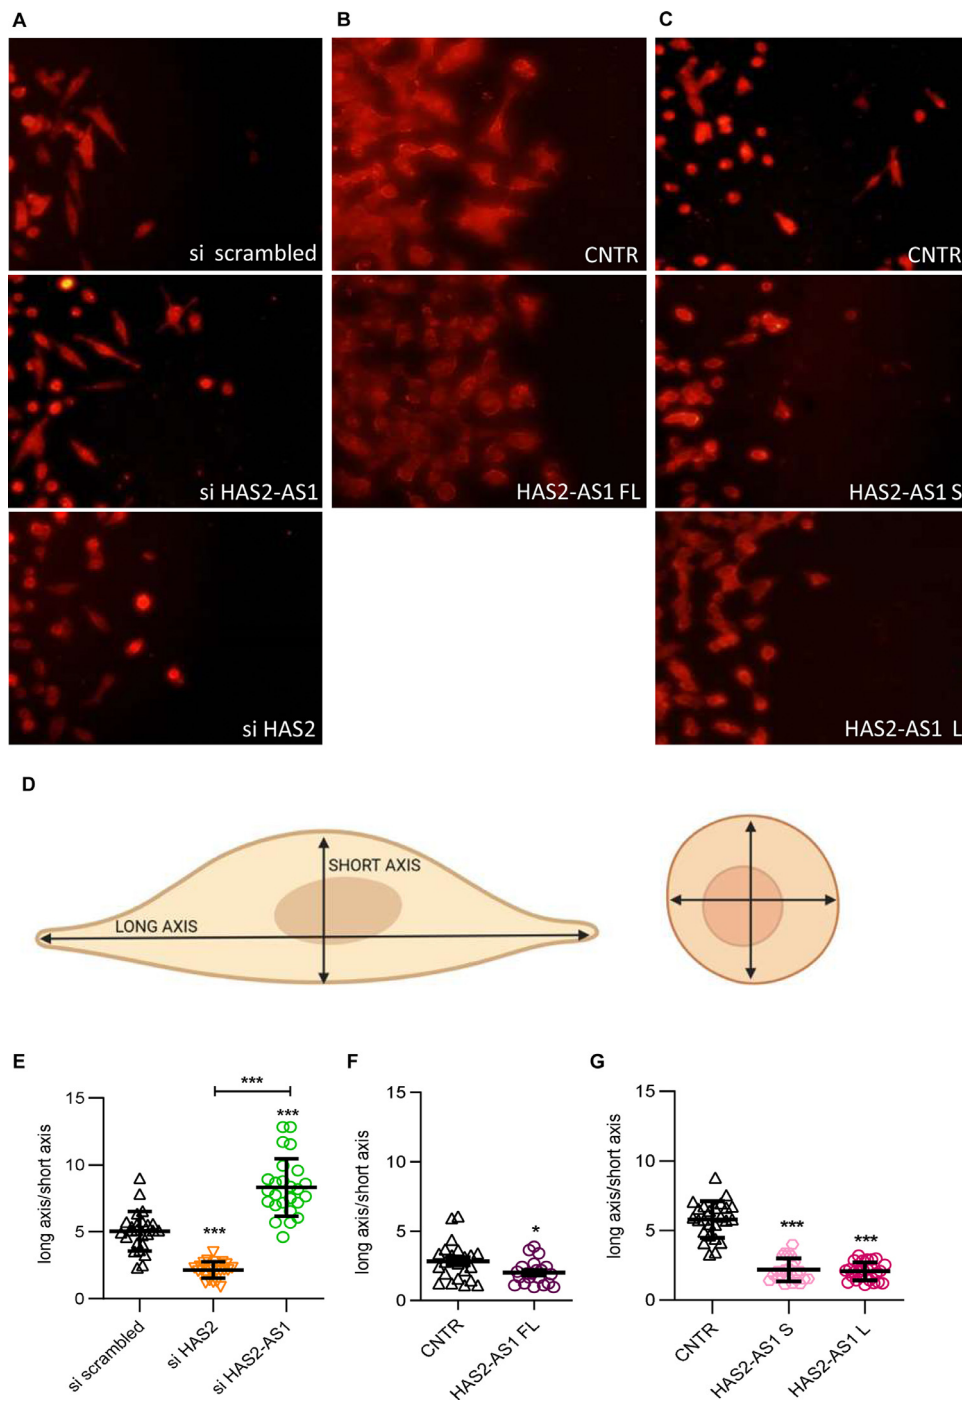 A
B
C
si scrambled
CNTR
CNTR
si HAS2-AS1
HAS2-AS1 FL
HAS2-AS1 S
si HAS2
HAS2-AS1 L
D
SHORT AXIS
LONG AXIS
E
F
G
***
***
***
*
***
***
long axis/short axis
15
10
5
0
si scrambled
si HAS2
si HAS2-AS1
long axis/short axis
15
10
5
0
CNTR
HAS2-AS1 FL
long axis/short axis
15
10
5
0
CNTR
HAS2-AS1 S
HAS2-AS1 L